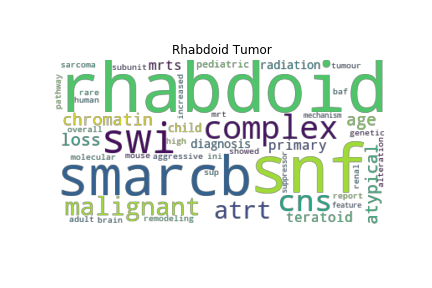 Rhabdoid Tumor
sarcoma subunit mrts pediatric radiation tumour
pathway rare human rhabdoid increased mrt baf mechanism
chromatin swi complex age
overall loss child high diagnosis primary genetic
molecular mouse aggressive ini showed
smarcb sup snf suppressor renal atypical alteration
malignant atrt cns report
adult brain remodeling teratoid feature